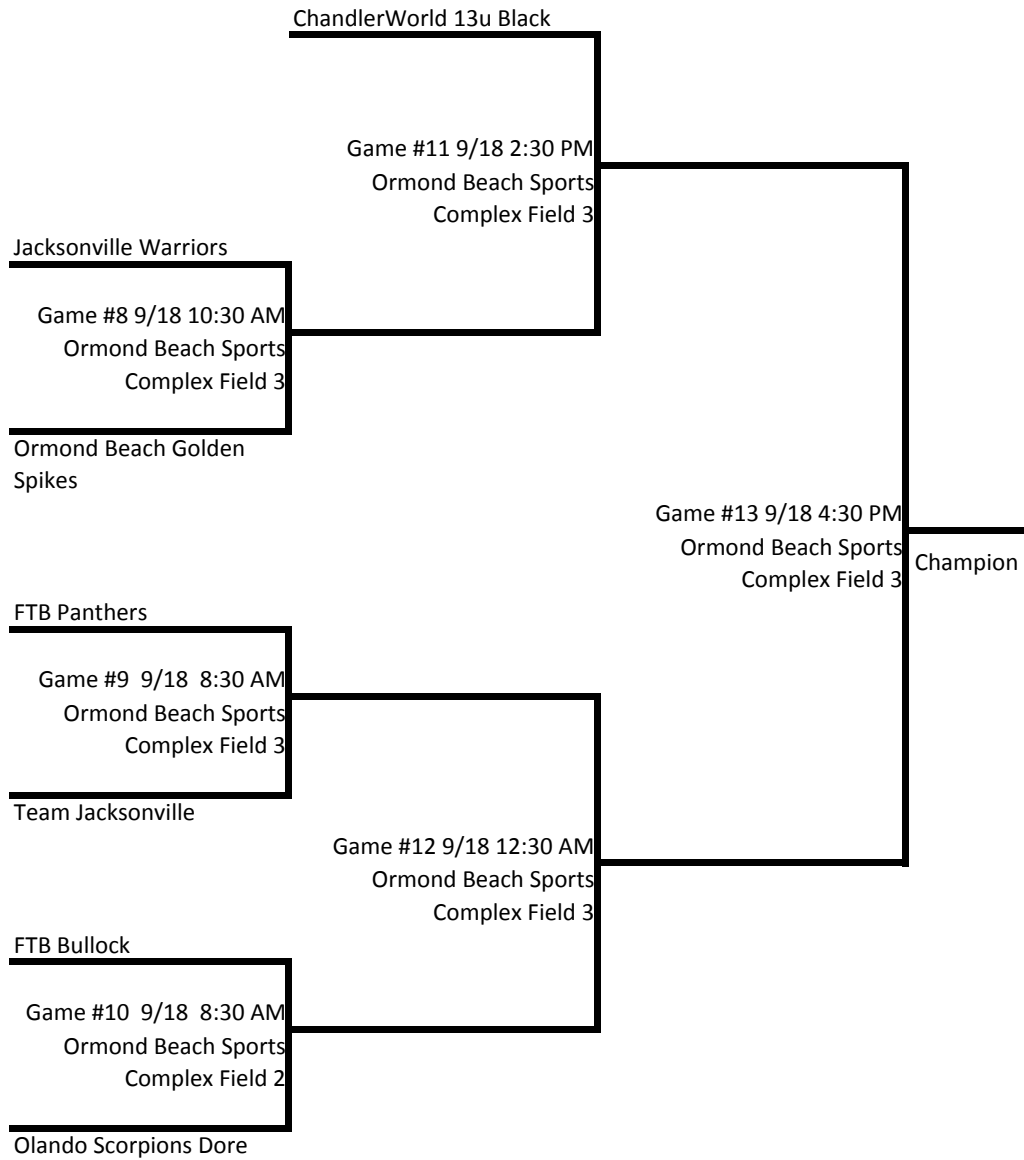 ChandlerWorld 13u Black
Game #11 9/18 2:30 PM
Ormond Beach Sports
Complex Field 3
Jacksonville Warriors
Game #8 9/18 10:30 AM
Ormond Beach Sports
Complex Field 3
Ormond Beach Golden
Spikes
Game #13 9/18 4:30 PM
Ormond Beach Sports
Complex Field 3
Champion
FTB Panthers
Game #9  9/18  8:30 AM
Ormond Beach Sports
Complex Field 3
Team Jacksonville
Game #12 9/18 12:30 AM
Ormond Beach Sports
Complex Field 3
FTB Bullock
Game #10  9/18  8:30 AM
Ormond Beach Sports
Complex Field 2
Olando Scorpions Dore